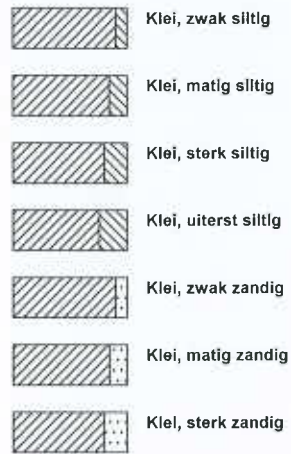 Klei, zwak siltig
Klei, matig siltig
Klei, sterk siltig
Klei, uiterst siltig
Klei, zwak zandig
Klei, matig zandig
Klei, sterk zandig